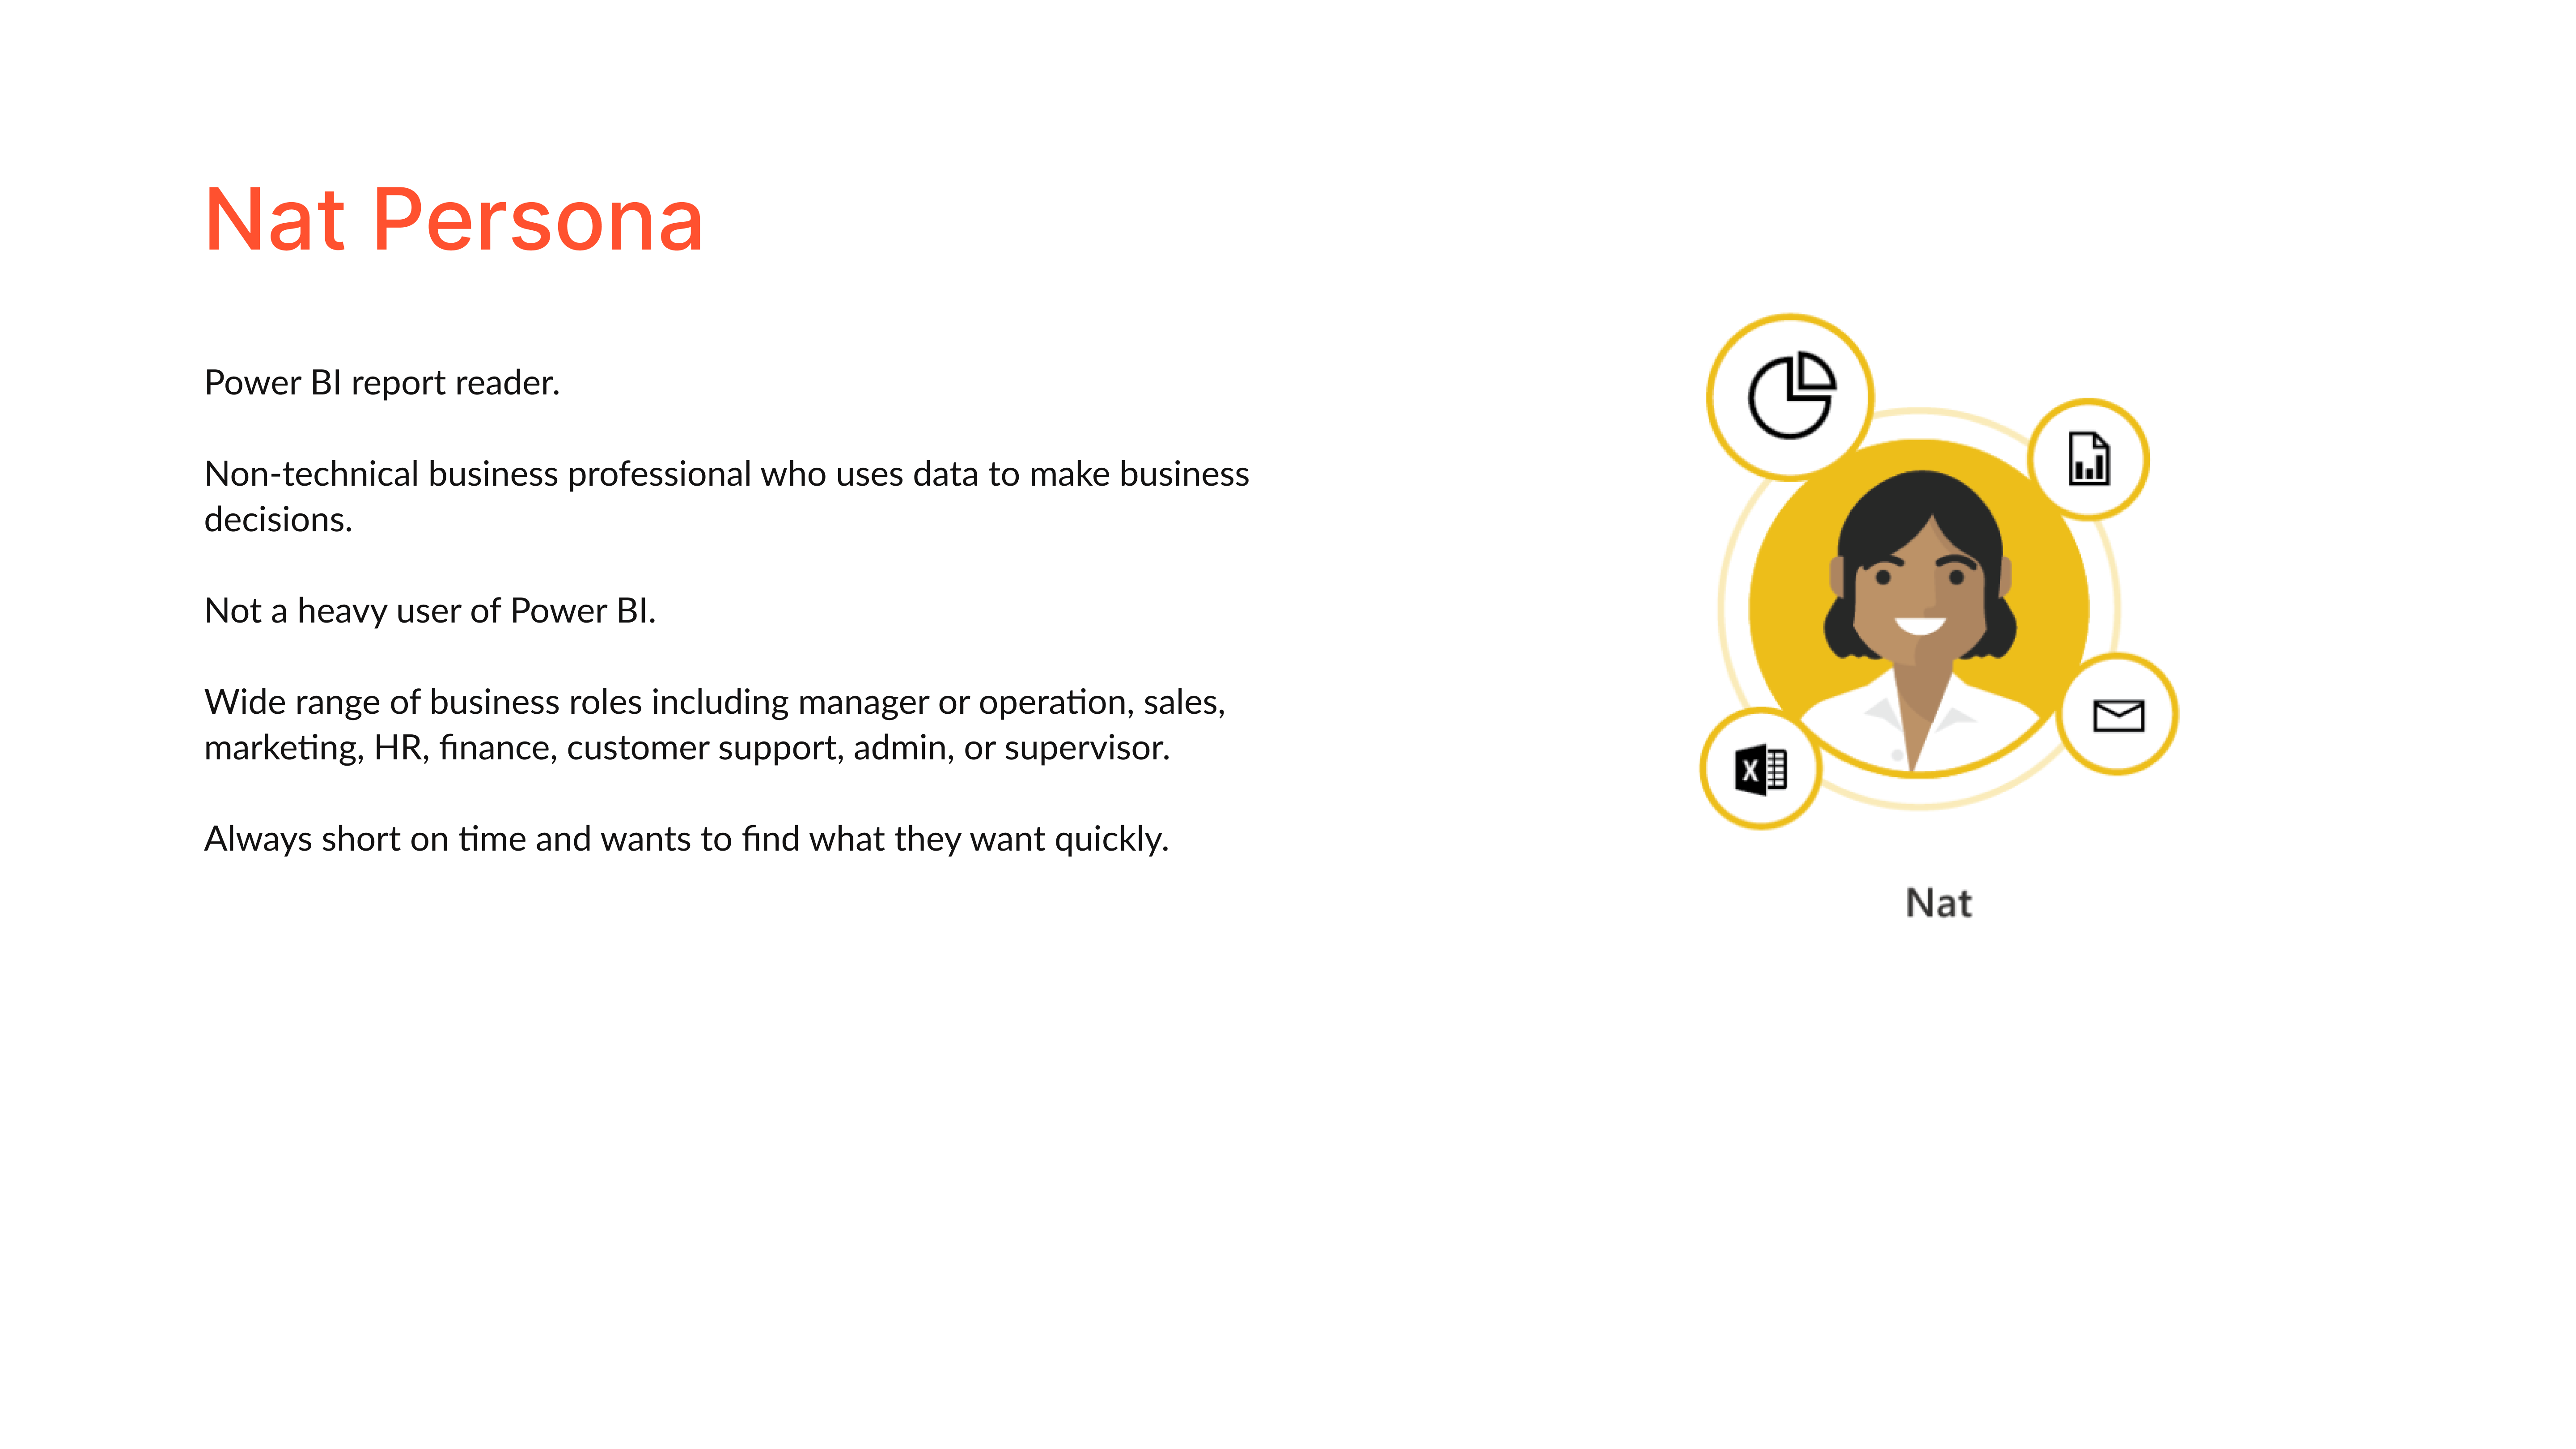 Nat Persona
Power BI report reader.
Non-technical business professional who uses data to make business
decisions.
Not a heavy user of Power BI.
Wide range of business roles including manager or operation, sales,
marketing, HR, finance, customer support, admin, or supervisor.
Always short on time and wants to find what they want quickly.
X
Nat